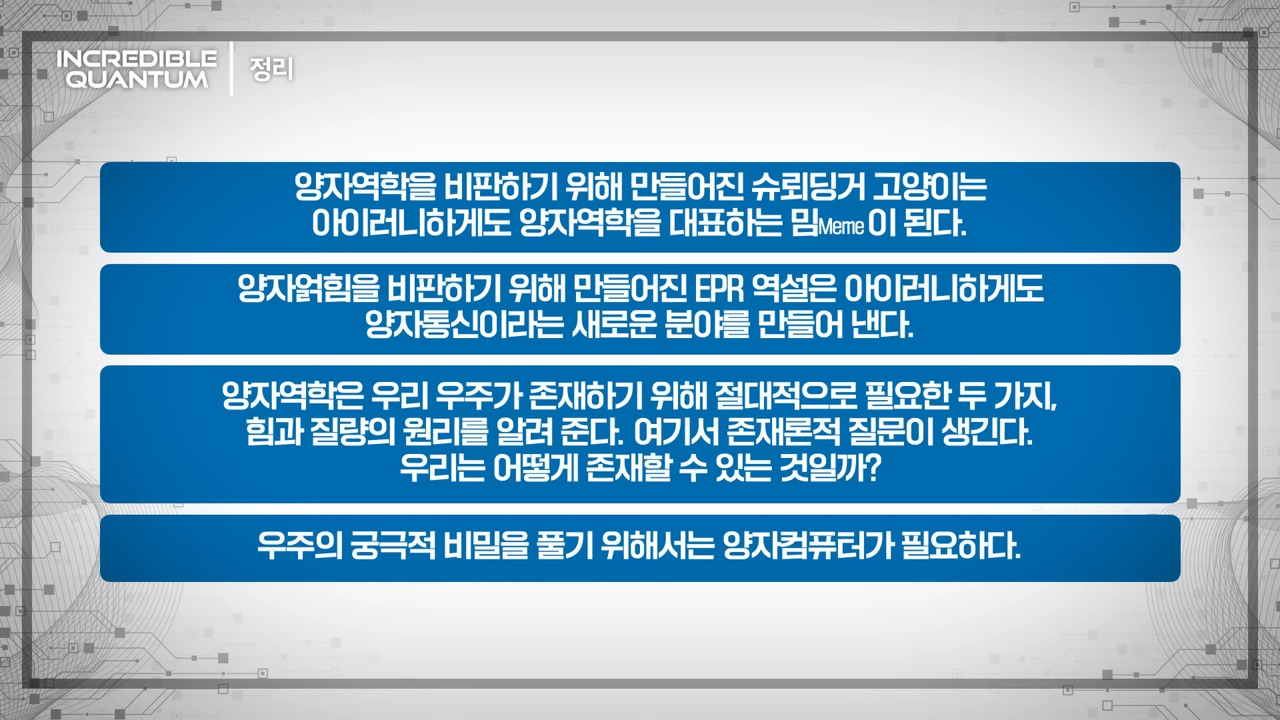 INCREDIBLE
QUANTUM
정리
양자역학을 비판하기 위해 만들어진 슈뢰딩거 고양이는
아이러니하게도 양자역학을 대표하는 밈Meme이 된다.
양자얽힘을 비판하기 위해 만들어진 EPR 역설은 아이러니하게도
양자통신이라는 새로운 분야를 만들어 낸다.
양자역학은 우리 우주가 존재하기 위해 절대적으로 필요한 두 가지,
힘과 질량의 원리를 알려 준다. 여기서 존재론적 질문이 생긴다.
우리는 어떻게 존재할 수 있는 것일까?
우주의 궁극적 비밀을 풀기 위해서는 양자컴퓨터가 필요하다.